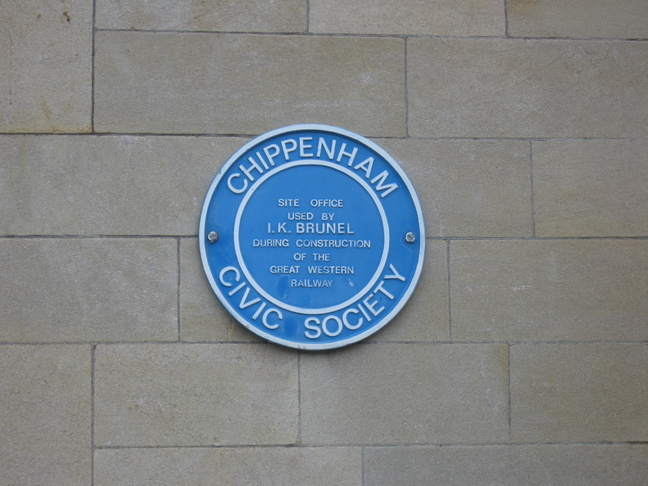 CHIPPENHAM
SITE OFFICE
USED BY
I.K. BRUNEL
DURING CONSTRUCTION
OF THE
GREAT WESTERN
RAILWAY
CIVIC SOCIETY